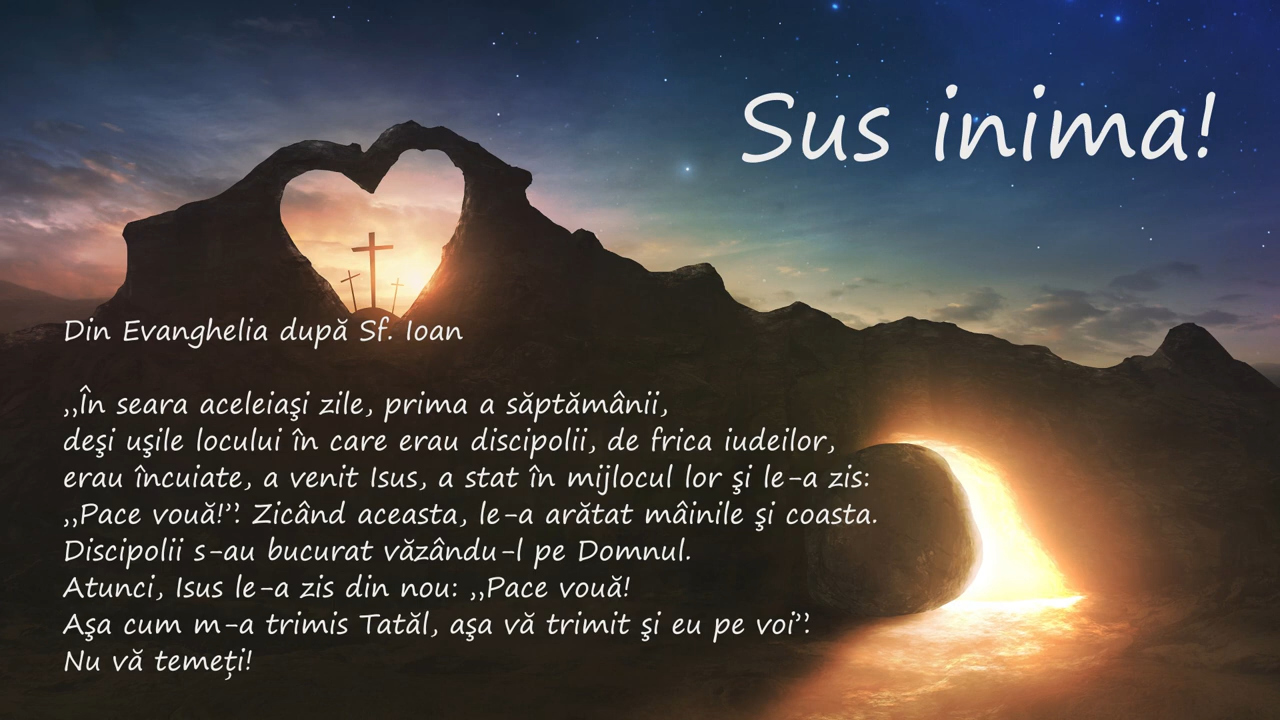 Sus inima!
Din Evanghelia după Sf. Ioan
,,În seara aceleiaşi zile, prima a săptămânii,
deşi uşile locului în care erau discipolii, de frica iudeilor,
erau încuiate, a venit Isus, a stat în mijlocul lor şi le-a zis:
,,Pace vouă!”. Zicând aceasta, le-a arătat mâinile şi coasta.
Discipolii s-au bucurat văzându-l pe Domnul.
Atunci, Isus le-a zis din nou: ,,Pace vouă!
Aşa cum m-a trimis Tatăl, aşa vă trimit şi eu pe voi”.
Nu vă temeți!